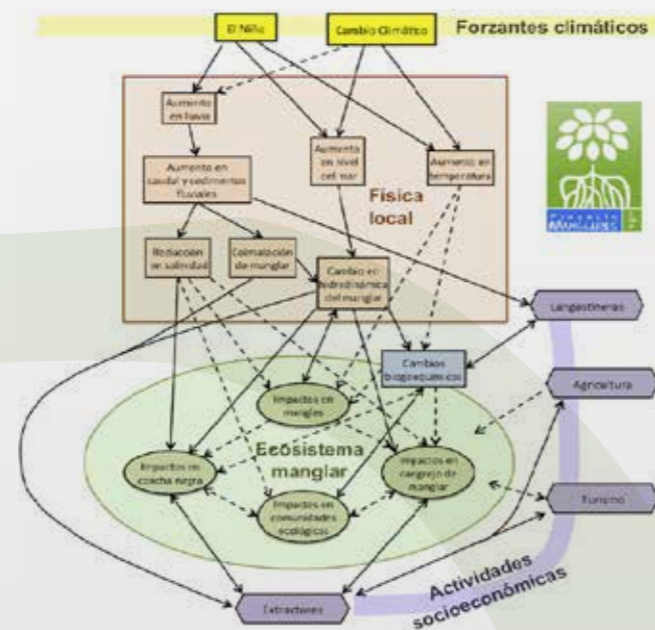 El Niño
Cambio Climático
Forzantes climáticos
Aumento
en lluvia
Aumento en
caudal y sedimentos
fluviales
Aumento
en nivel
del mar
Aumento en
temperatura
Física
local
Proyecto
MANGLARES
Reducción
en salinidad
Colmatación
de manglar
Cambio en
hidrodinámica
del manglar
Langostineras
Cambios
biogeoquímicos
Agricultura
Impactos en
mangles
Ecosistema
manglar
Impactos en
concha negra
Impactos en
cangrejo de
manglar
Impactos en
comunidades
ecológicas
Turismo
Extractores
Actividades
socioeconómicas